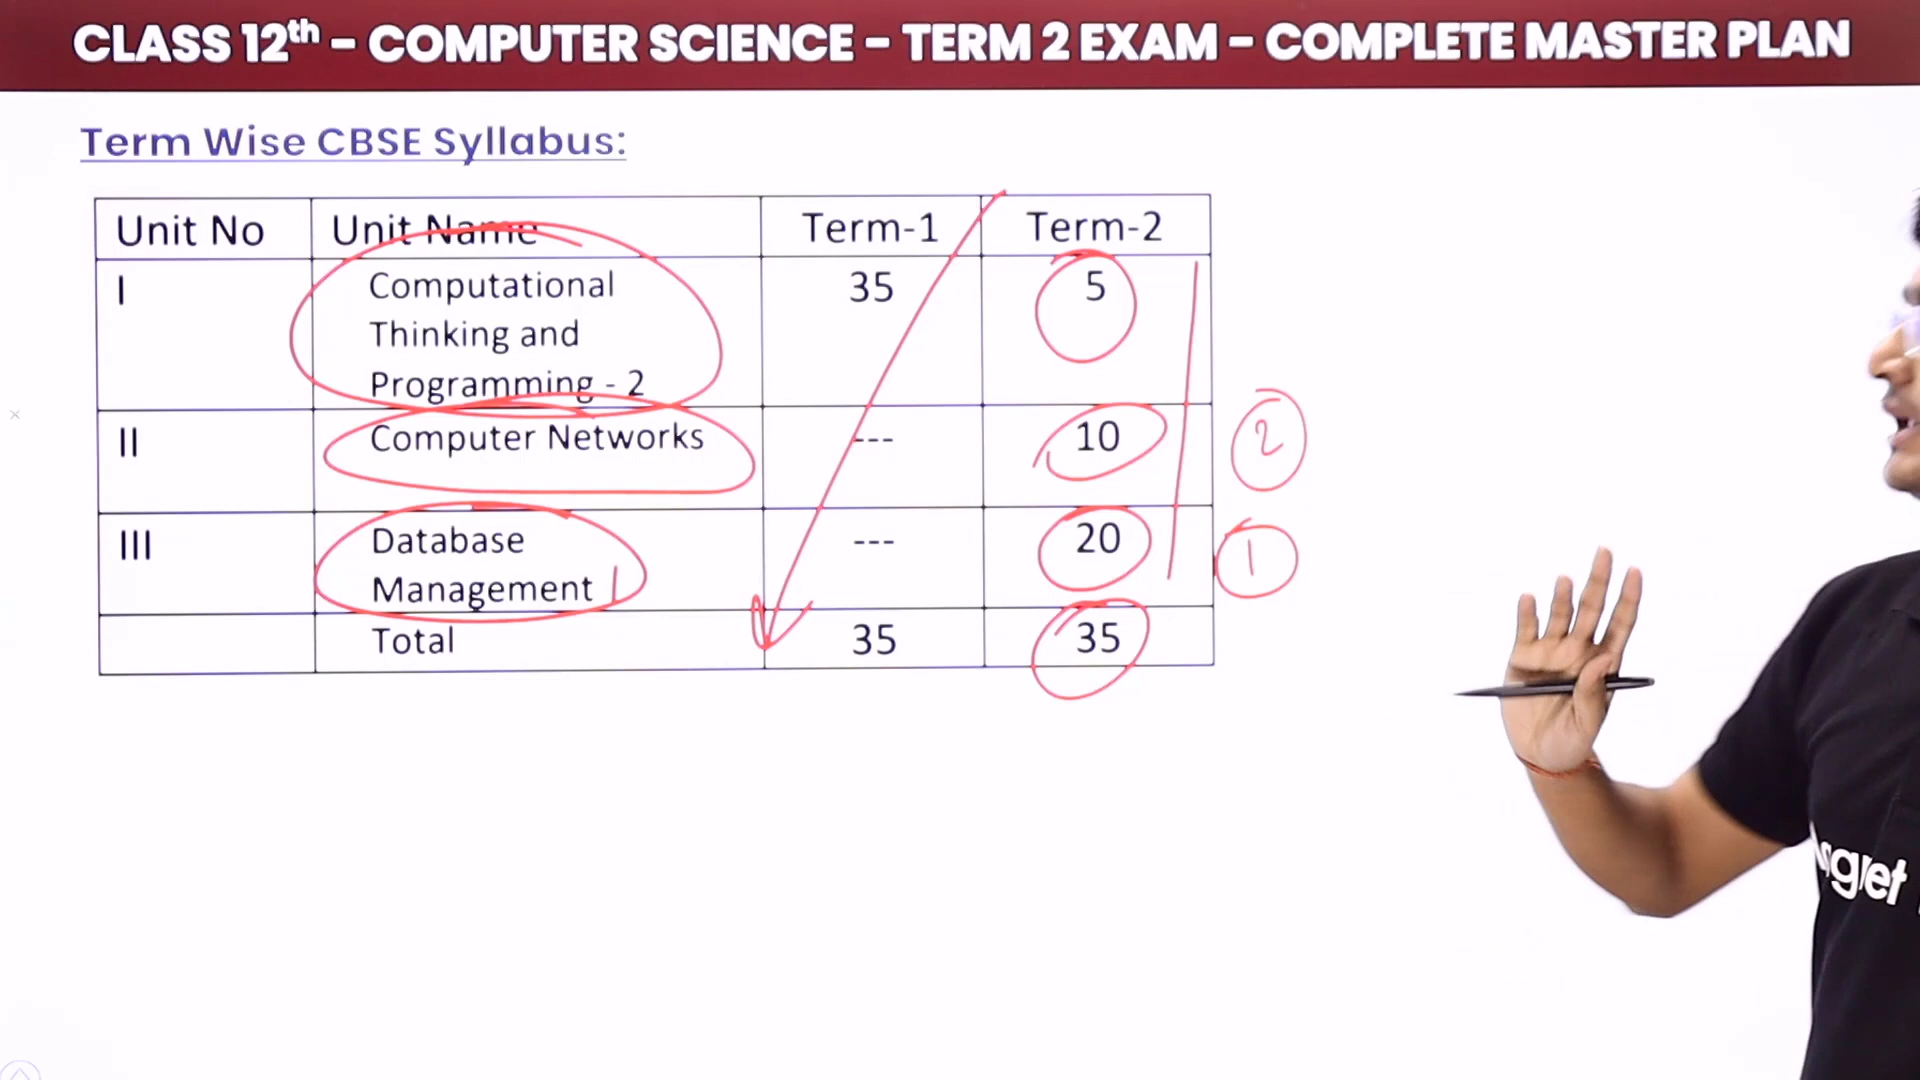 CLASS 12th - COMPUTER SCIENCE - TERM 2 EXAM - COMPLETE MASTER PLAN
Term Wise CBSE Syllabus:
Unit No Unit Name Term-1 Term-2
I Computational Thinking and Programming - 2 35 5
II Computer Networks --- 10 2
III Database Management --- 20 1
Total 35 35